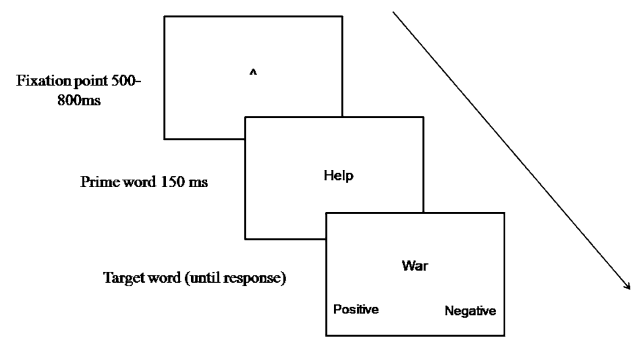 ^
Fixation point 500-
800ms
Help
Prime word 150 ms
War
Target word (until response)
Positive Negative